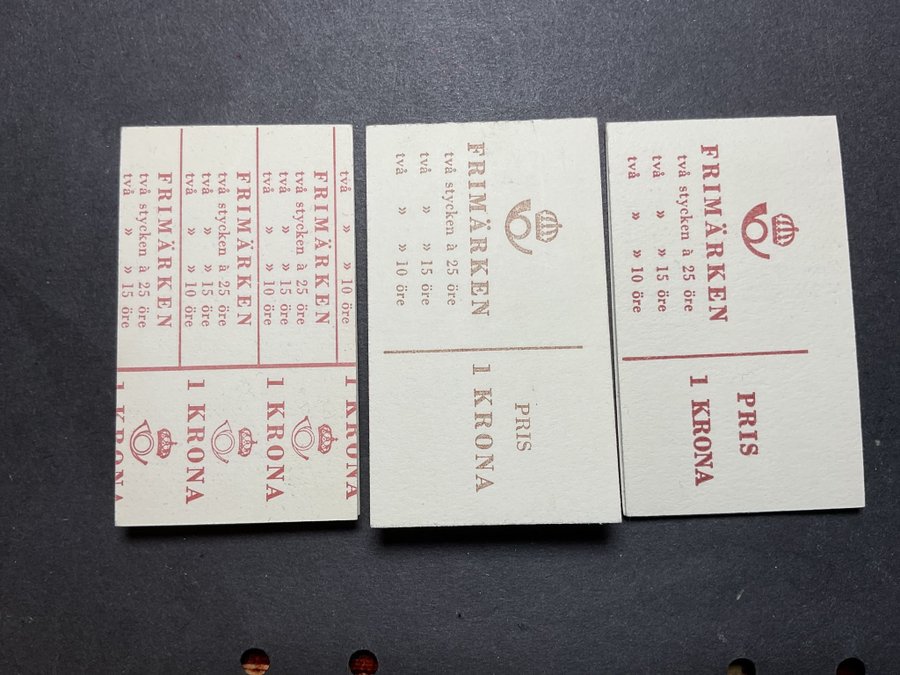 FRIMÄRKEN
två stycken à 25 öre
två » » 15 öre
två » » 10 öre
PRIS
1 KRONA
FRIMÄRKEN
två stycken à 25 öre
två » » 15 öre
två » » 10 öre
PRIS
1 KRONA
två » » 10 öre
FRIMÄRKEN
två stycken à 25 öre
två » » 15 öre
två » » 10 öre
FRIMÄRKEN
två stycken à 25 öre
två » » 15 öre
två » » 10 öre
FRIMÄRKEN
två stycken à 25 öre
två » » 15 öre
1 KRONA
1 KRONA
1 KRONA
1 KRONA